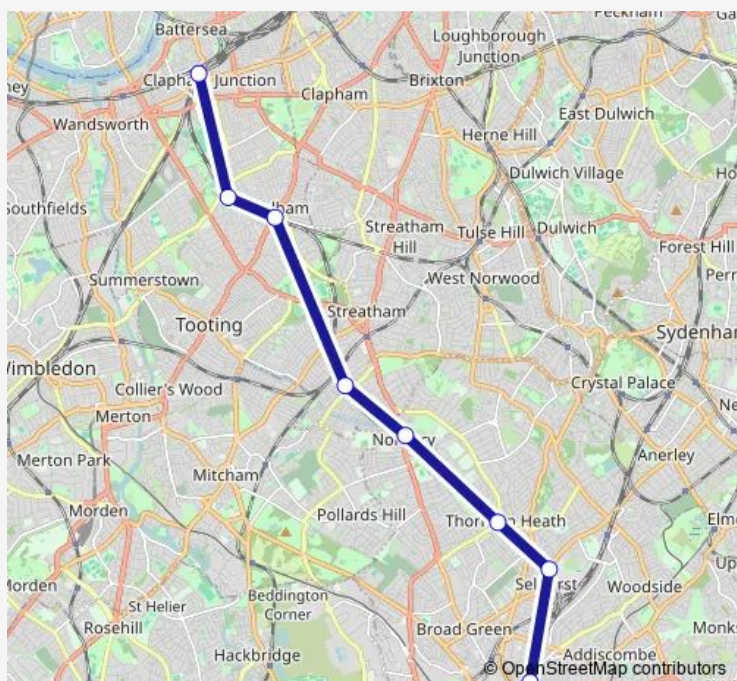 Battersea
Peckham
Loughborough
Junction
Junction
Brixton
Clapham
East Dulwich
Wandsworth
Herne Hill
Dulwich Village
Southfields
Streatham
Hill
Tulse Hill
Dulwich
Forest Hill
West Norwood
Summerstown
Streatham
Tooting
Sydenham
Wimbledon
Crystal Palace
Collier's Wood
Merton
Anerley
Merton Park
Mitcham
Morden
Pollards Hill
Heath
Morden
St Helier
Beddington
Corner
Woodside
Rosehill
Broad Green
Hackbridge
Addiscombe
© OpenStreetMap contributors